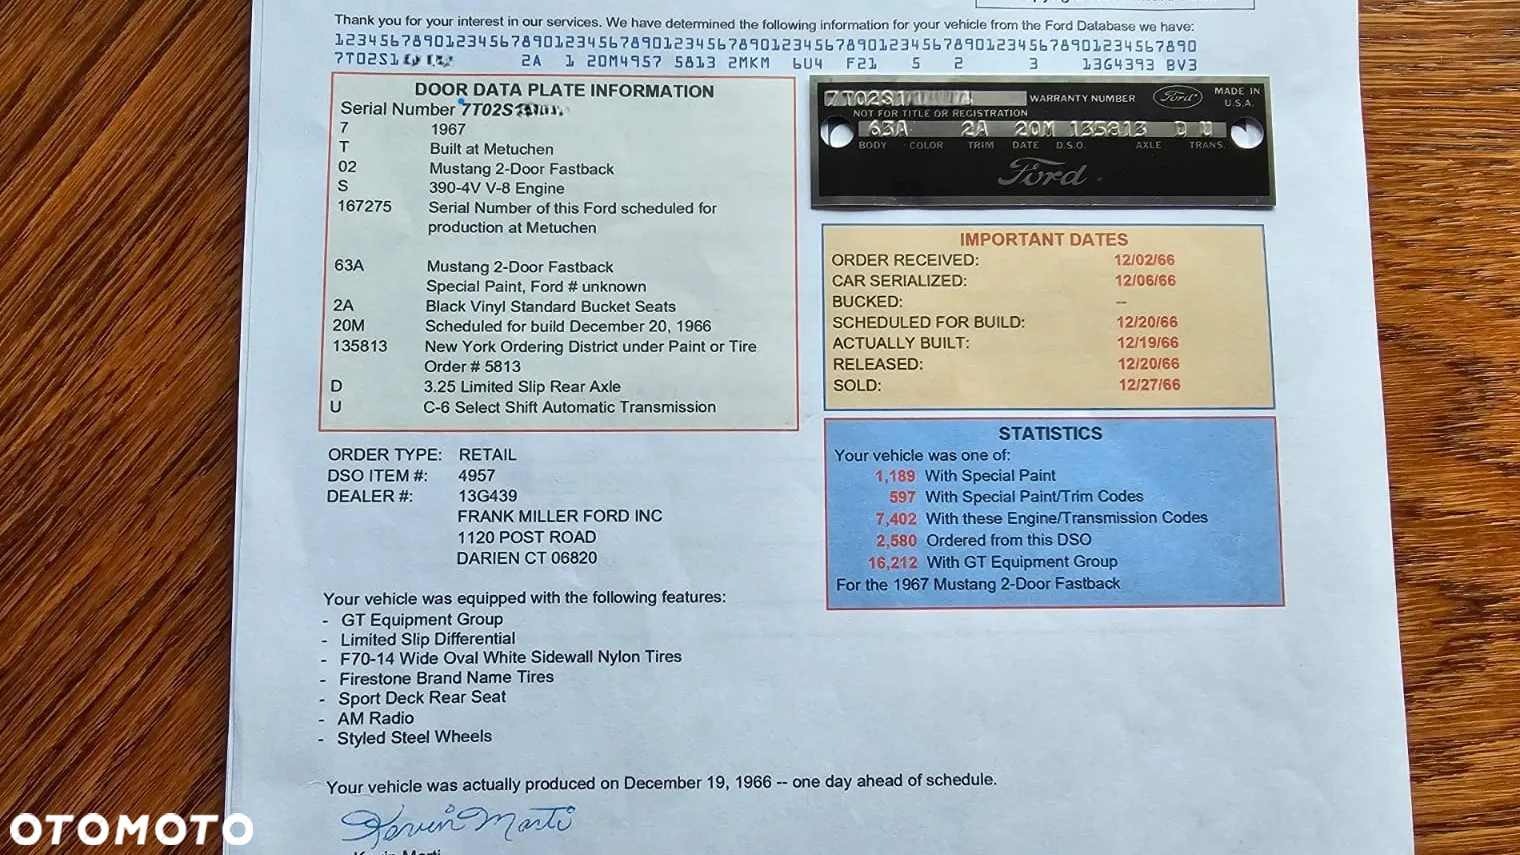 Thank you for your interest in our services. We have determined the following information for your vehicle from the Ford Database we have:
12345678901234567890123456789012345678901234567890123456789012345678901234567890
7T02S1 2A 1 20M4957 5813 2MKM 6U4 F21 5 2 3 13G4393 BV3
DOOR DATA PLATE INFORMATION
Serial Number 7T02S1
7 1967
T Built at Metuchen
02 Mustang 2-Door Fastback
S 390-4V V-8 Engine
167275 Serial Number of this Ford scheduled for
production at Metuchen
63A Mustang 2-Door Fastback
Special Paint, Ford # unknown
2A Black Vinyl Standard Bucket Seats
20M Scheduled for build December 20, 1966
135813 New York Ordering District under Paint or Tire
Order # 5813
D 3.25 Limited Slip Rear Axle
U C-6 Select Shift Automatic Transmission
7T02S1 WARRANTY NUMBER Ford MADE IN
U.S.A.
NOT FOR TITLE OR REGISTRATION
63A 2A 20M 135813 D U
BODY COLOR TRIM DATE D.S.O. AXLE TRANS.
Ford
IMPORTANT DATES
ORDER RECEIVED: 12/02/66
CAR SERIALIZED: 12/06/66
BUCKED: --
SCHEDULED FOR BUILD: 12/20/66
ACTUALLY BUILT: 12/19/66
RELEASED: 12/20/66
SOLD: 12/27/66
STATISTICS
Your vehicle was one of:
1,189 With Special Paint
597 With Special Paint/Trim Codes
7,402 With these Engine/Transmission Codes
2,580 Ordered from this DSO
16,212 With GT Equipment Group
For the 1967 Mustang 2-Door Fastback
ORDER TYPE: RETAIL
DSO ITEM #: 4957
DEALER #: 13G439
FRANK MILLER FORD INC
1120 POST ROAD
DARIEN CT 06820
Your vehicle was equipped with the following features:
- GT Equipment Group
- Limited Slip Differential
- F70-14 Wide Oval White Sidewall Nylon Tires
- Firestone Brand Name Tires
- Sport Deck Rear Seat
- AM Radio
- Styled Steel Wheels
Your vehicle was actually produced on December 19, 1966 -- one day ahead of schedule.
Kevin Marti
Kevin Marti
OTOMOTO